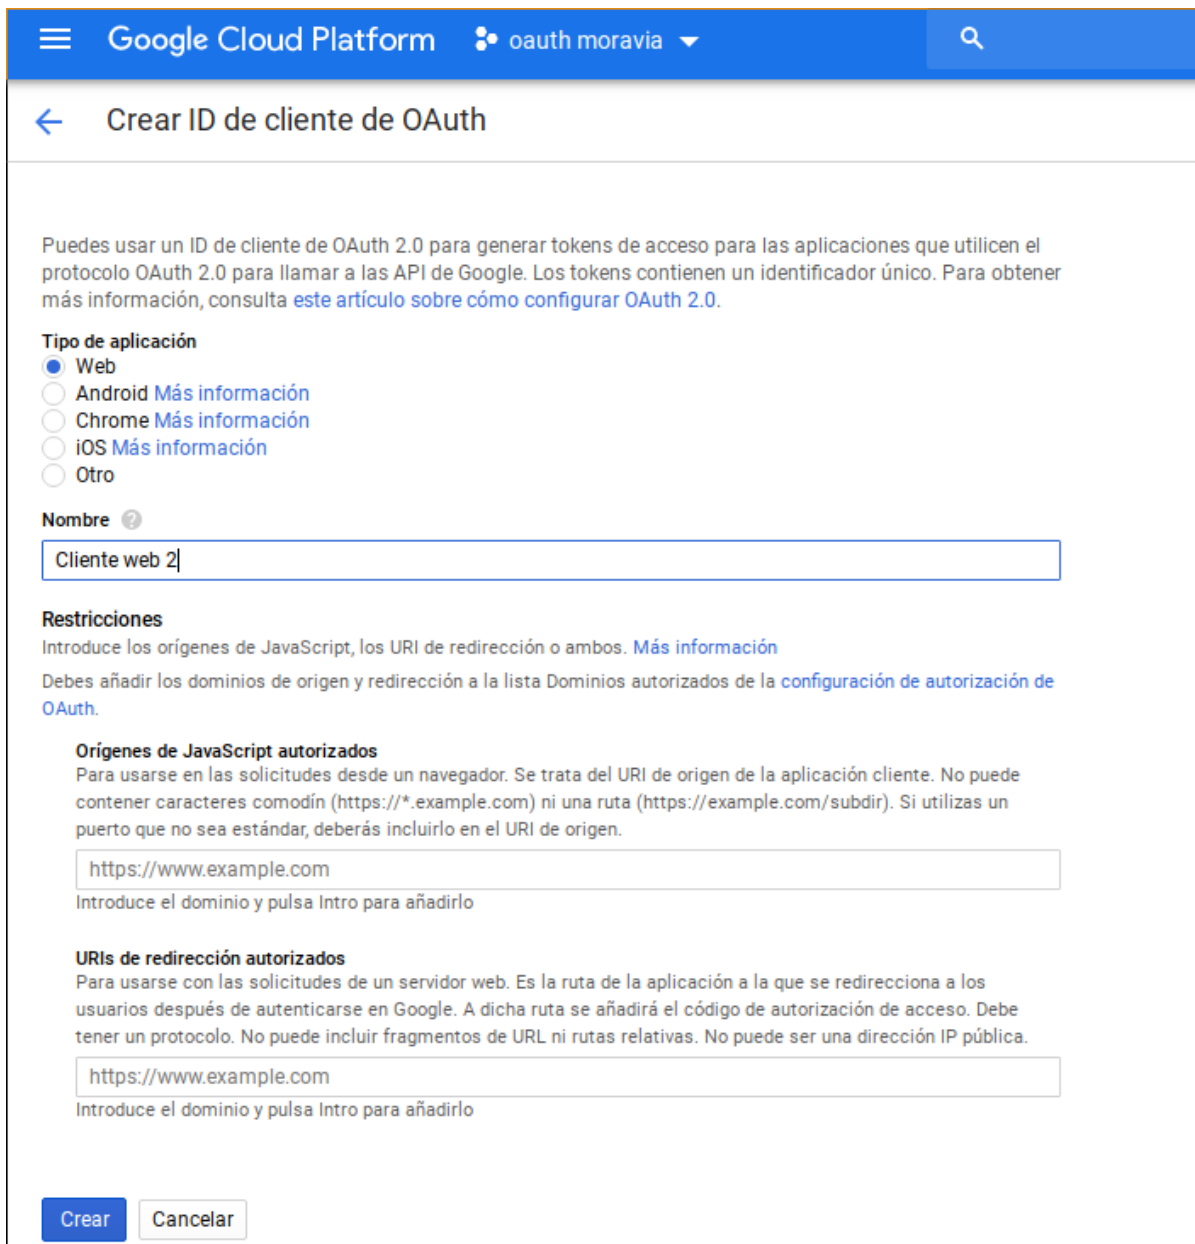 Google Cloud Platform oauth moravia
Crear ID de cliente de OAuth
Puedes usar un ID de cliente de OAuth 2.0 para generar tokens de acceso para las aplicaciones que utilicen el
protocolo OAuth 2.0 para llamar a las API de Google. Los tokens contienen un identificador único. Para obtener
más información, consulta este artículo sobre cómo configurar OAuth 2.0.
Tipo de aplicación
Web
Android Más información
Chrome Más información
iOS Más información
Otro
Nombre ?
Cliente web 2
Restricciones
Introduce los orígenes de JavaScript, los URI de redirección o ambos. Más información
Debes añadir los dominios de origen y redirección a la lista Dominios autorizados de la configuración de autorización de
OAuth.
Orígenes de JavaScript autorizados
Para usarse en las solicitudes desde un navegador. Se trata del URI de origen de la aplicación cliente. No puede
contener caracteres comodín (https://*.example.com) ni una ruta (https://example.com/subdir). Si utilizas un
puerto que no sea estándar, deberás incluirlo en el URI de origen.
https://www.example.com
Introduce el dominio y pulsa Intro para añadirlo
URIs de redirección autorizados
Para usarse con las solicitudes de un servidor web. Es la ruta de la aplicación a la que se redirecciona a los
usuarios después de autenticarse en Google. A dicha ruta se añadirá el código de autorización de acceso. Debe
tener un protocolo. No puede incluir fragmentos de URL ni rutas relativas. No puede ser una dirección IP pública.
https://www.example.com
Introduce el dominio y pulsa Intro para añadirlo
Crear Cancelar